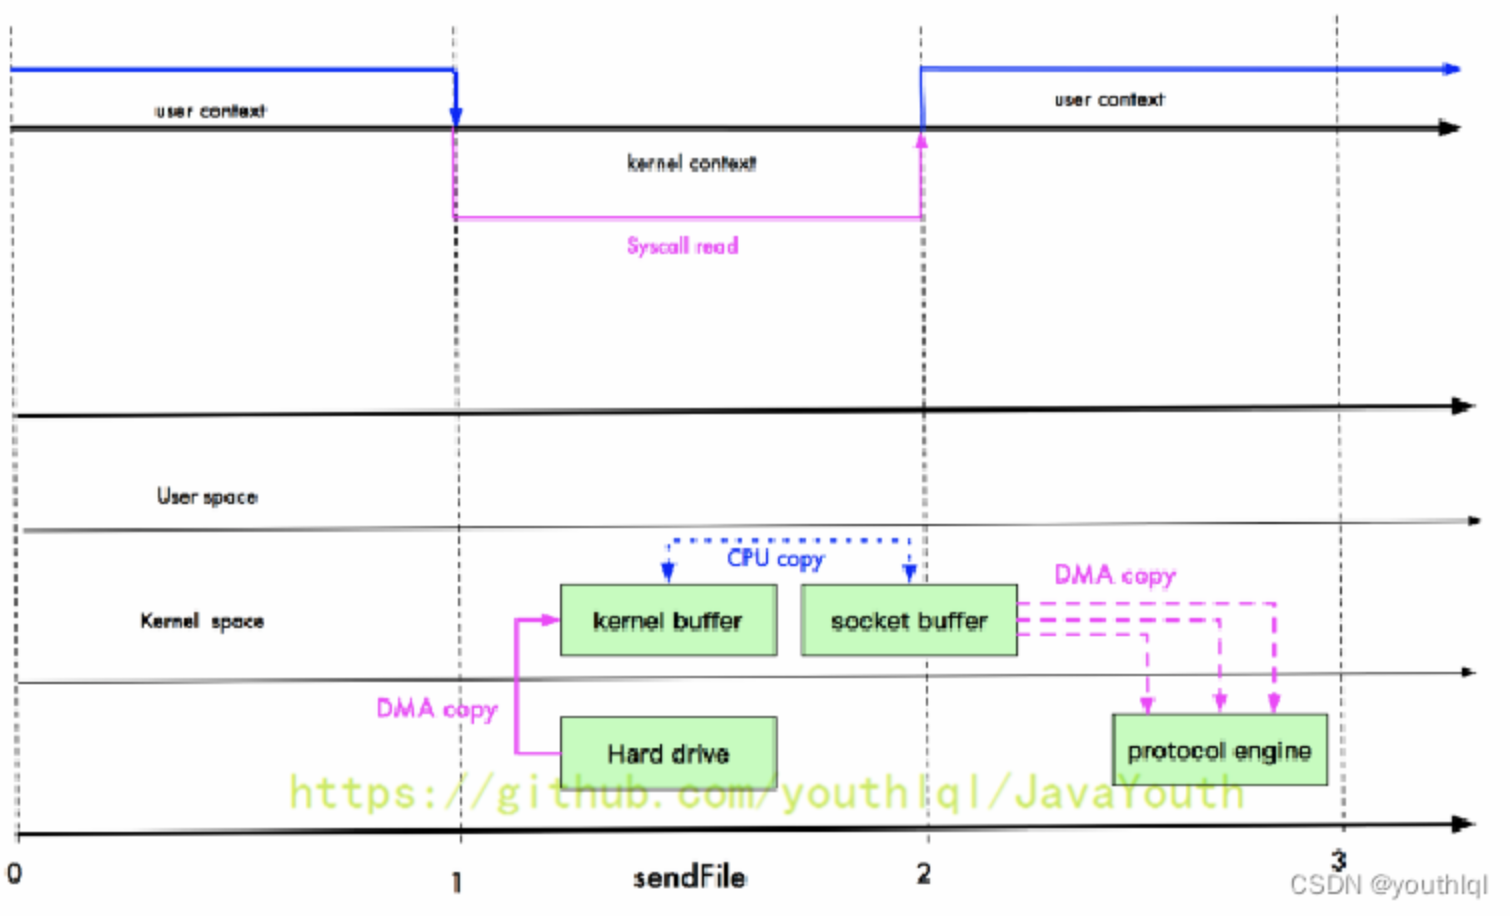 user context
user context
kernel context
Syscall read
User space
CPU copy
DMA copy
Kernel space
kernel buffer
socket buffer
DMA copy
Hard drive
protocol engine
https://github.com/youthlql/JavaYouth
0
1
sendFile
2
3
CSDN @youthlql